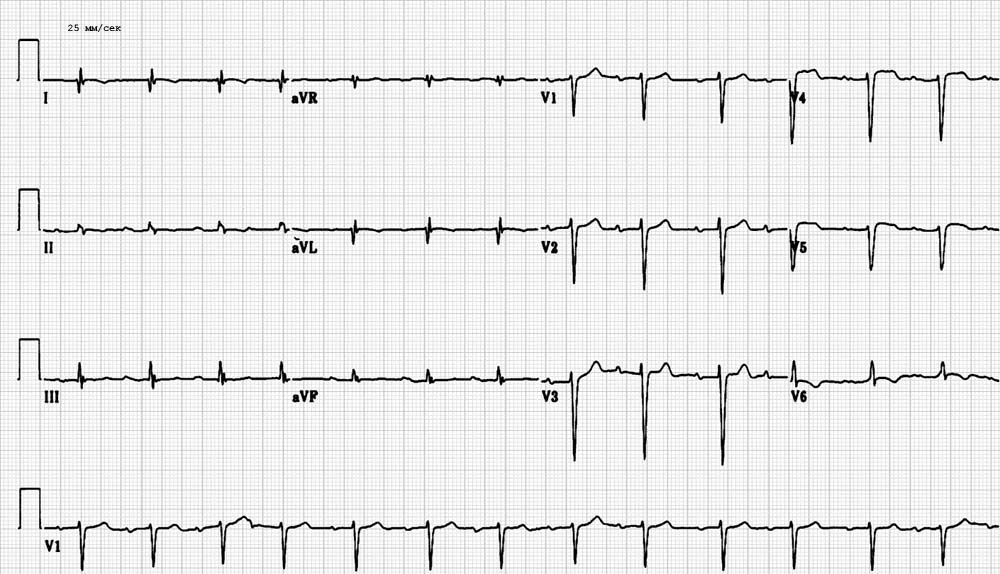 25 мм/сек
I aVR V1 V4
II aVL V2 V5
III aVF V3 V6
V1